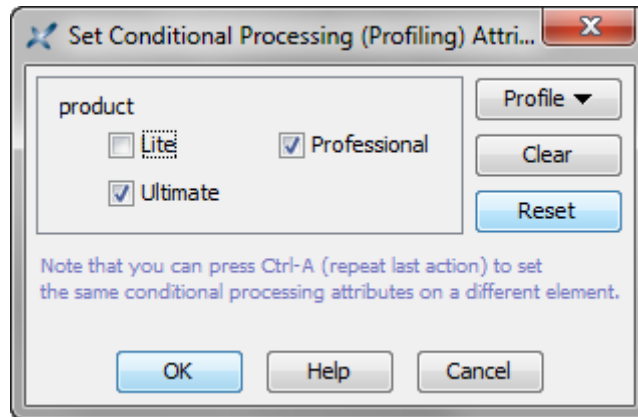 Set Conditional Processing (Profiling) Attri...
product
Profile
Lite
Professional
Clear
Ultimate
Reset
Note that you can press Ctrl-A (repeat last action) to set
the same conditional processing attributes on a different element.
OK Help Cancel